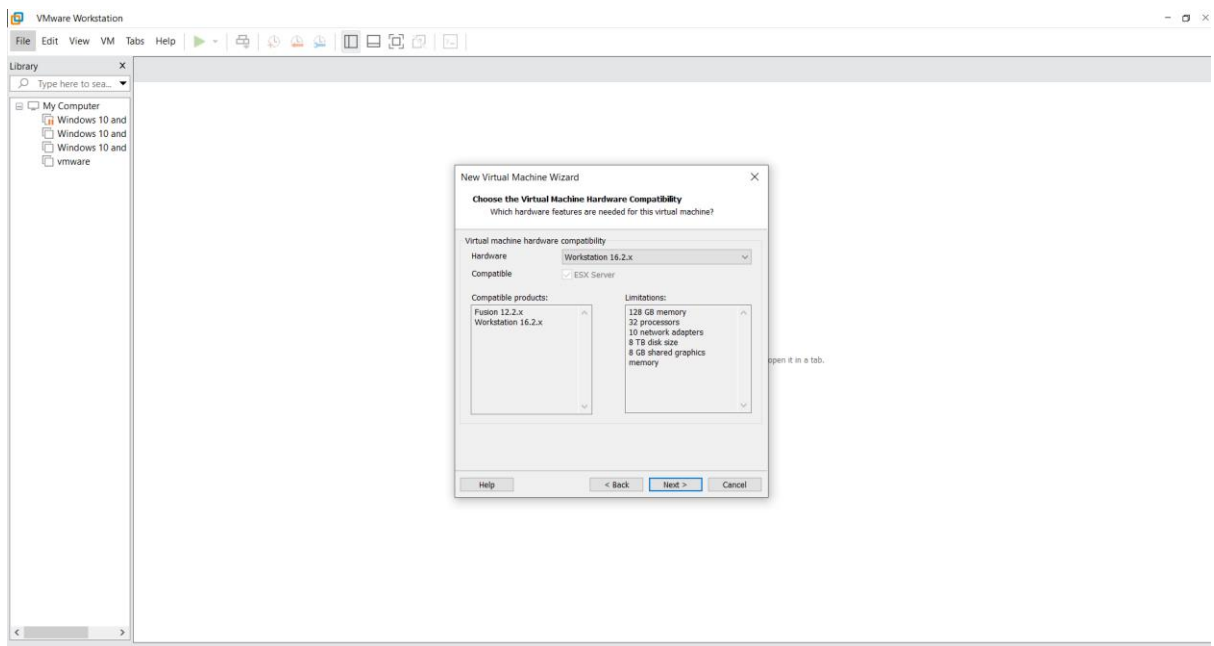 VMware Workstation
File Edit View VM Tabs Help
Library
Type here to sea...
My Computer
Windows 10 and
Windows 10 and
Windows 10 and
vmware
New Virtual Machine Wizard
Choose the Virtual Machine Hardware Compatibility
Which hardware features are needed for this virtual machine?
Virtual machine hardware compatibility
Hardware Workstation 16.2.x
Compatible ESX Server
Compatible products:
Fusion 12.2.x
Workstation 16.2.x
Limitations:
128 GB memory
32 processors
10 network adapters
8 TB disk size
8 GB shared graphics
memory
open it in a tab.
Help < Back Next > Cancel